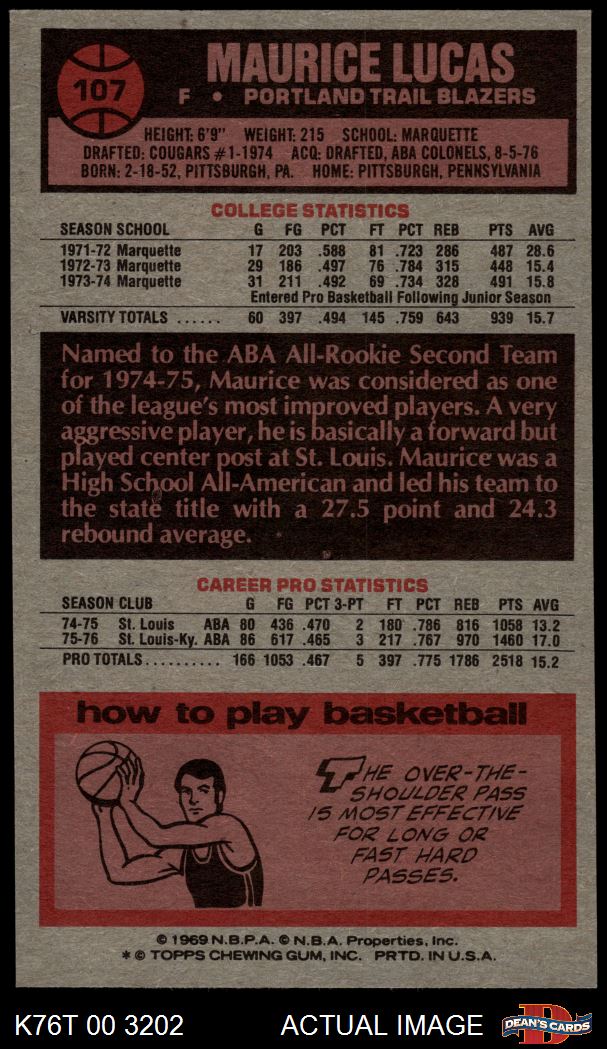 107
MAURICE LUCAS
F • PORTLAND TRAIL BLAZERS
HEIGHT: 6'9" WEIGHT: 215 SCHOOL: MARQUETTE
DRAFTED: COUGARS #1-1974 ACQ: DRAFTED, ABA COLONELS, 8-5-76
BORN: 2-18-52, PITTSBURGH, PA. HOME: PITTSBURGH, PENNSYLVANIA
COLLEGE STATISTICS
SEASON SCHOOL G FG PCT FT PCT REB PTS AVG
1971-72 Marquette 17 203 .588 81 .723 286 487 28.6
1972-73 Marquette 29 186 .497 76 .784 315 448 15.4
1973-74 Marquette 31 211 .492 69 .734 328 491 15.8
Entered Pro Basketball Following Junior Season
VARSITY TOTALS ...... 60 397 .494 145 .759 643 939 15.7
Named to the ABA All-Rookie Second Team
for 1974-75, Maurice was considered as one
of the league's most improved players. A very
aggressive player, he is basically a forward but
played center post at St. Louis. Maurice was a
High School All-American and led his team to
the state title with a 27.5 point and 24.3
rebound average.
CAREER PRO STATISTICS
SEASON CLUB G FG PCT 3-PT FT PCT REB PTS AVG
74-75 St. Louis ABA 80 436 .470 2 180 .786 816 1058 13.2
75-76 St. Louis-Ky. ABA 86 617 .465 3 217 .767 970 1460 17.0
PRO TOTALS.......... 166 1053 .467 5 397 .775 1786 2518 15.2
how to play basketball
THE OVER-THE-
SHOULDER PASS
IS MOST EFFECTIVE
FOR LONG OR
FAST HARD
PASSES.
© 1969 N.B.P.A. © N.B.A. Properties, Inc.
* © TOPPS CHEWING GUM, INC. PRTD. IN U.S.A.
K76T 00 3202 ACTUAL IMAGE DEAN'S CARDS